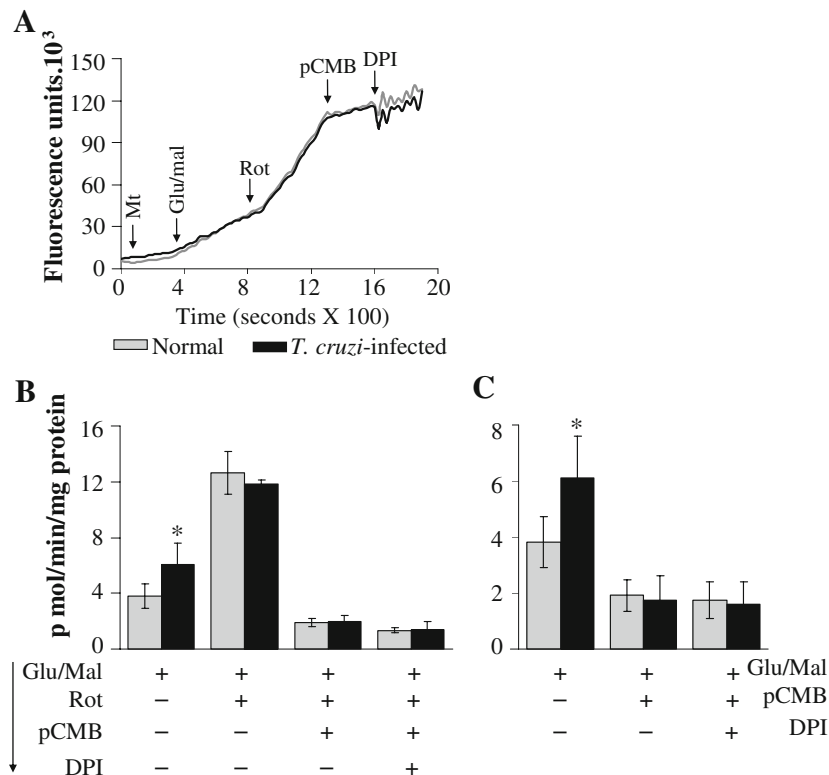 A
Fluorescence units.10³
120
90
60
30
0
Mt
Glu/mal
Rot
pCMB
DPI
0 4 8 12 16 20
Time (seconds X 100)
Normal T. cruzi-infected
B
p mol/min/mg protein
16
12
8
4
0
*
Glu/Mal + + + +
Rot – + + +
pCMB – – + +
DPI – – – +
C
8
6
4
2
0
*
+ + + Glu/Mal
– + + pCMB
– – + DPI